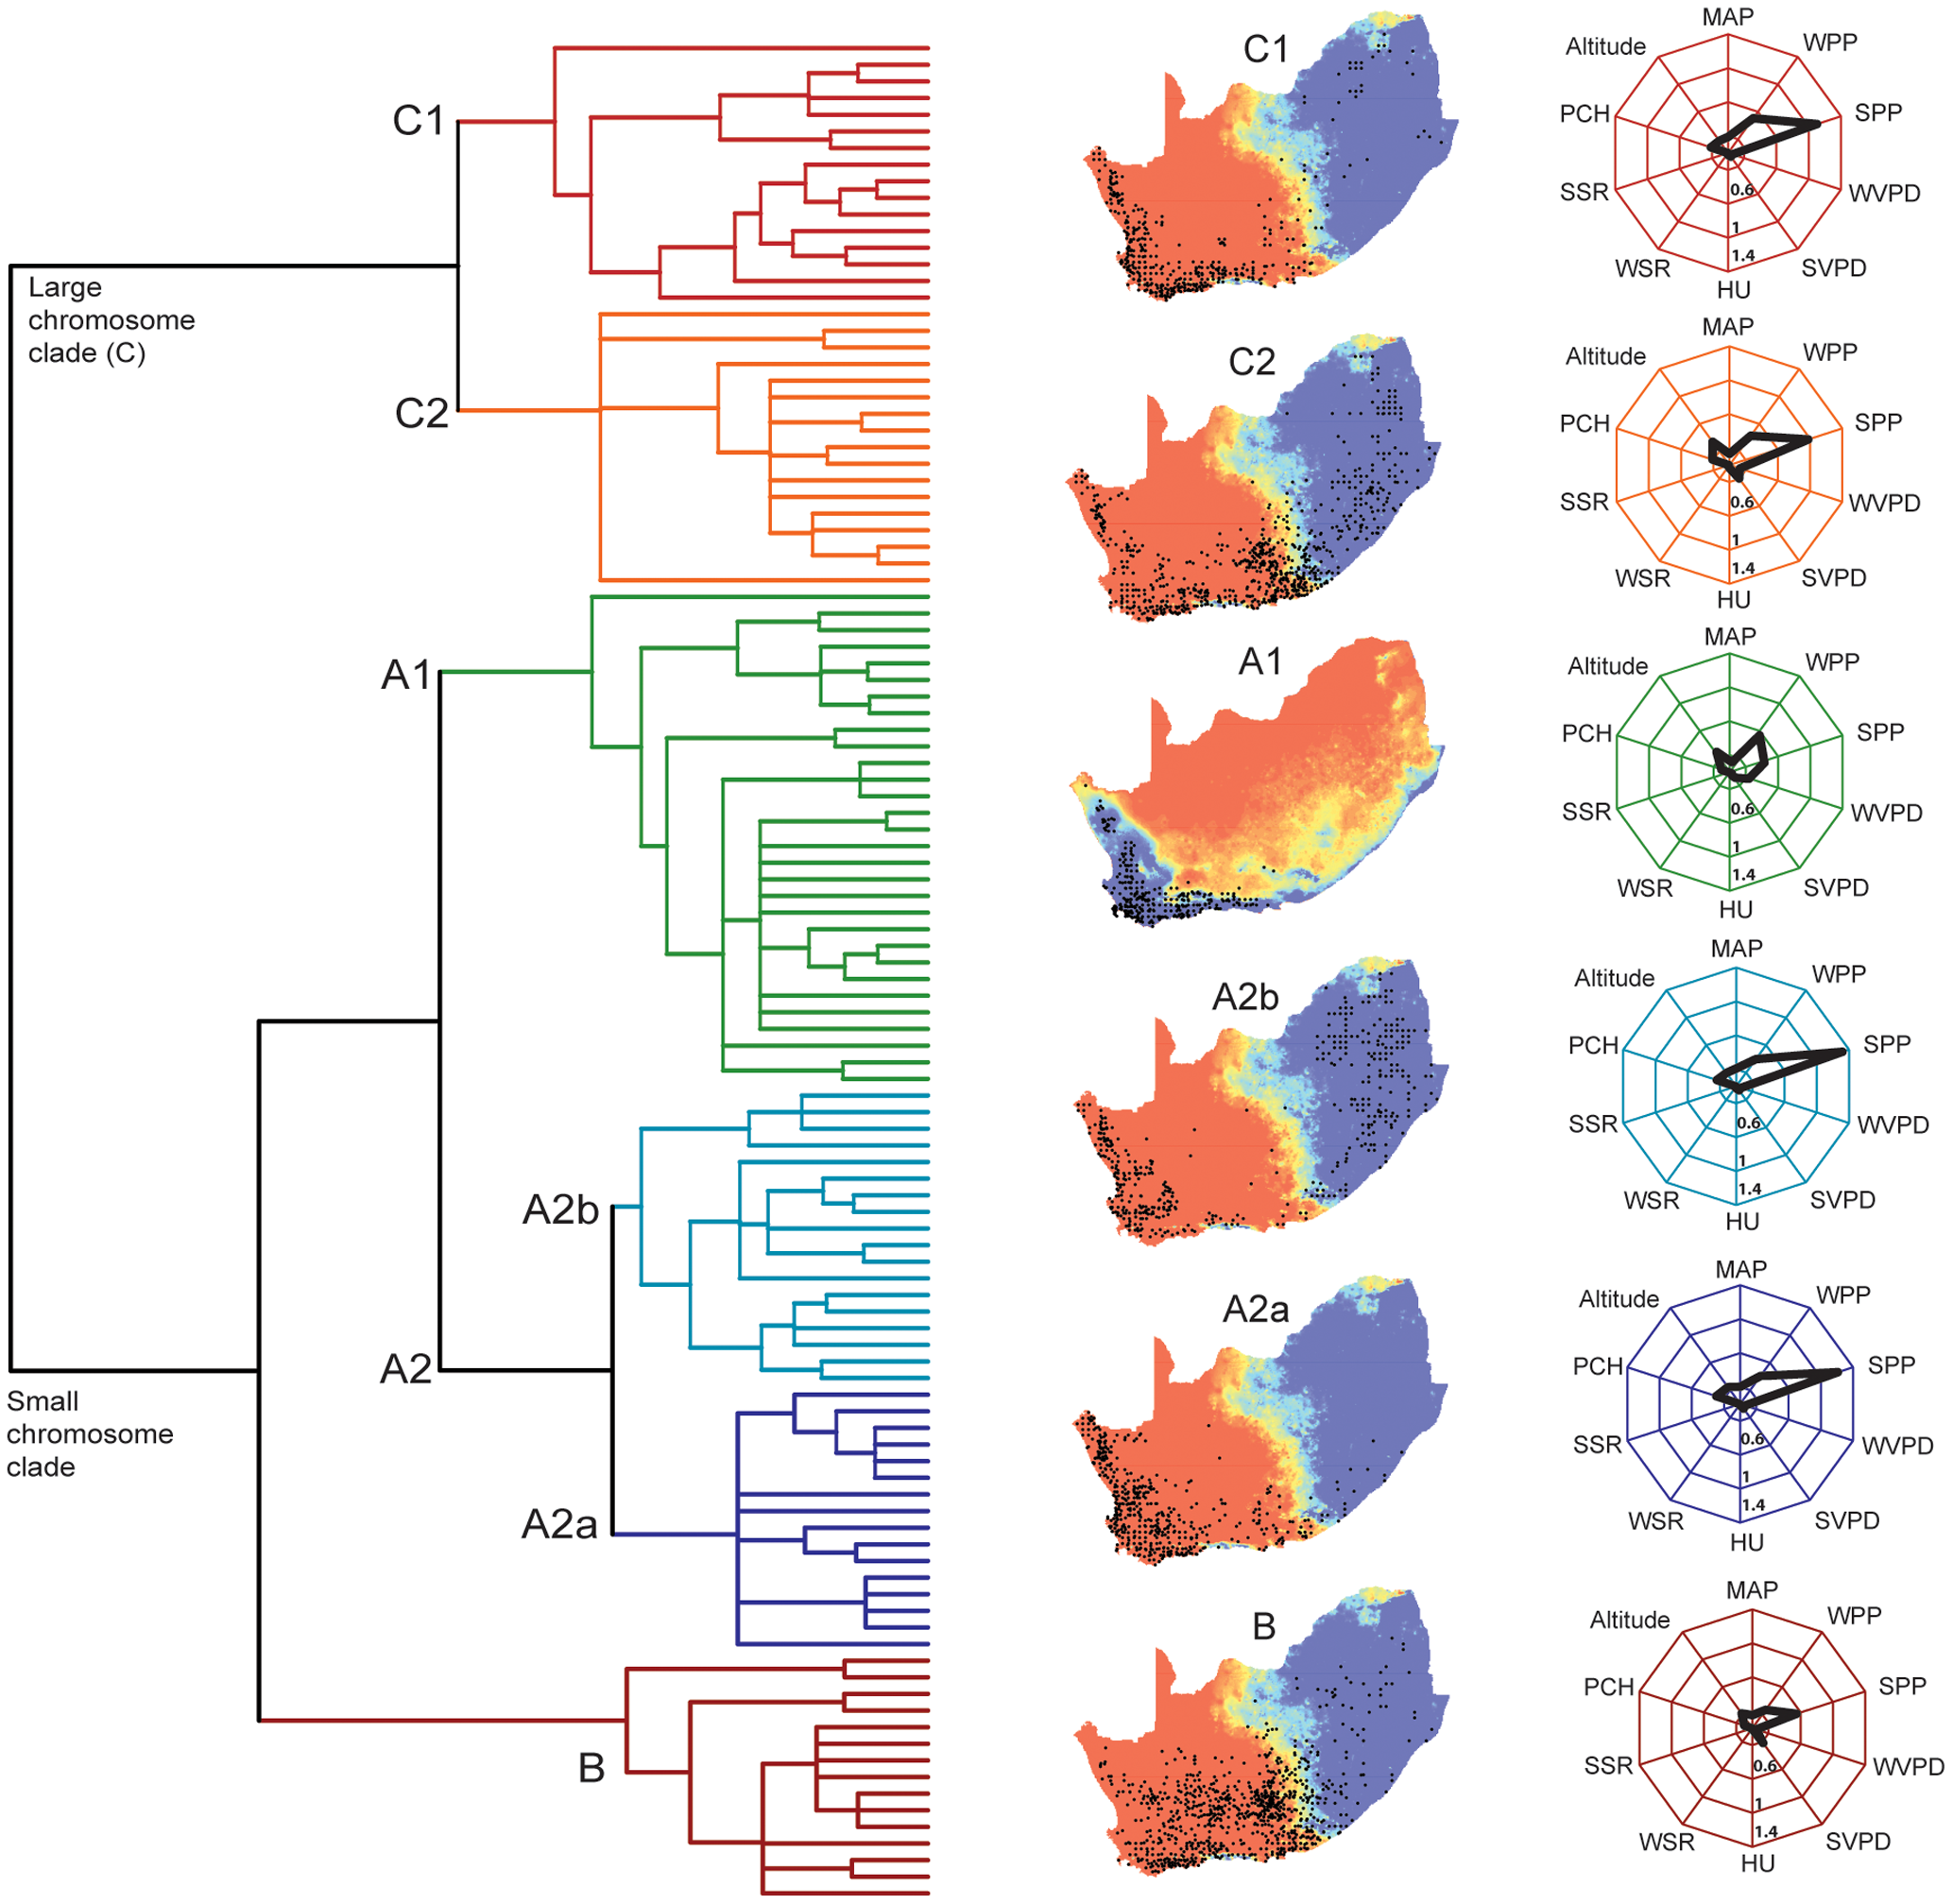 C1
Large
chromosome
clade (C)
C2
A1
A2b
A2
Small
chromosome
clade
A2a
B
C1
C2
A1
A2b
A2a
B
MAP
Altitude WPP
PCH SPP
SSR 0.6 WVPD
1
WSR 1.4 SVPD
HU
MAP
Altitude WPP
PCH SPP
SSR 0.6 WVPD
1
WSR 1.4 SVPD
HU
MAP
Altitude WPP
PCH SPP
SSR 0.6 WVPD
1
WSR 1.4 SVPD
HU
MAP
Altitude WPP
PCH SPP
SSR 0.6 WVPD
1
WSR 1.4 SVPD
HU
MAP
Altitude WPP
PCH SPP
SSR 0.6 WVPD
1
WSR 1.4 SVPD
HU
MAP
Altitude WPP
PCH SPP
SSR 0.6 WVPD
1
WSR 1.4 SVPD
HU